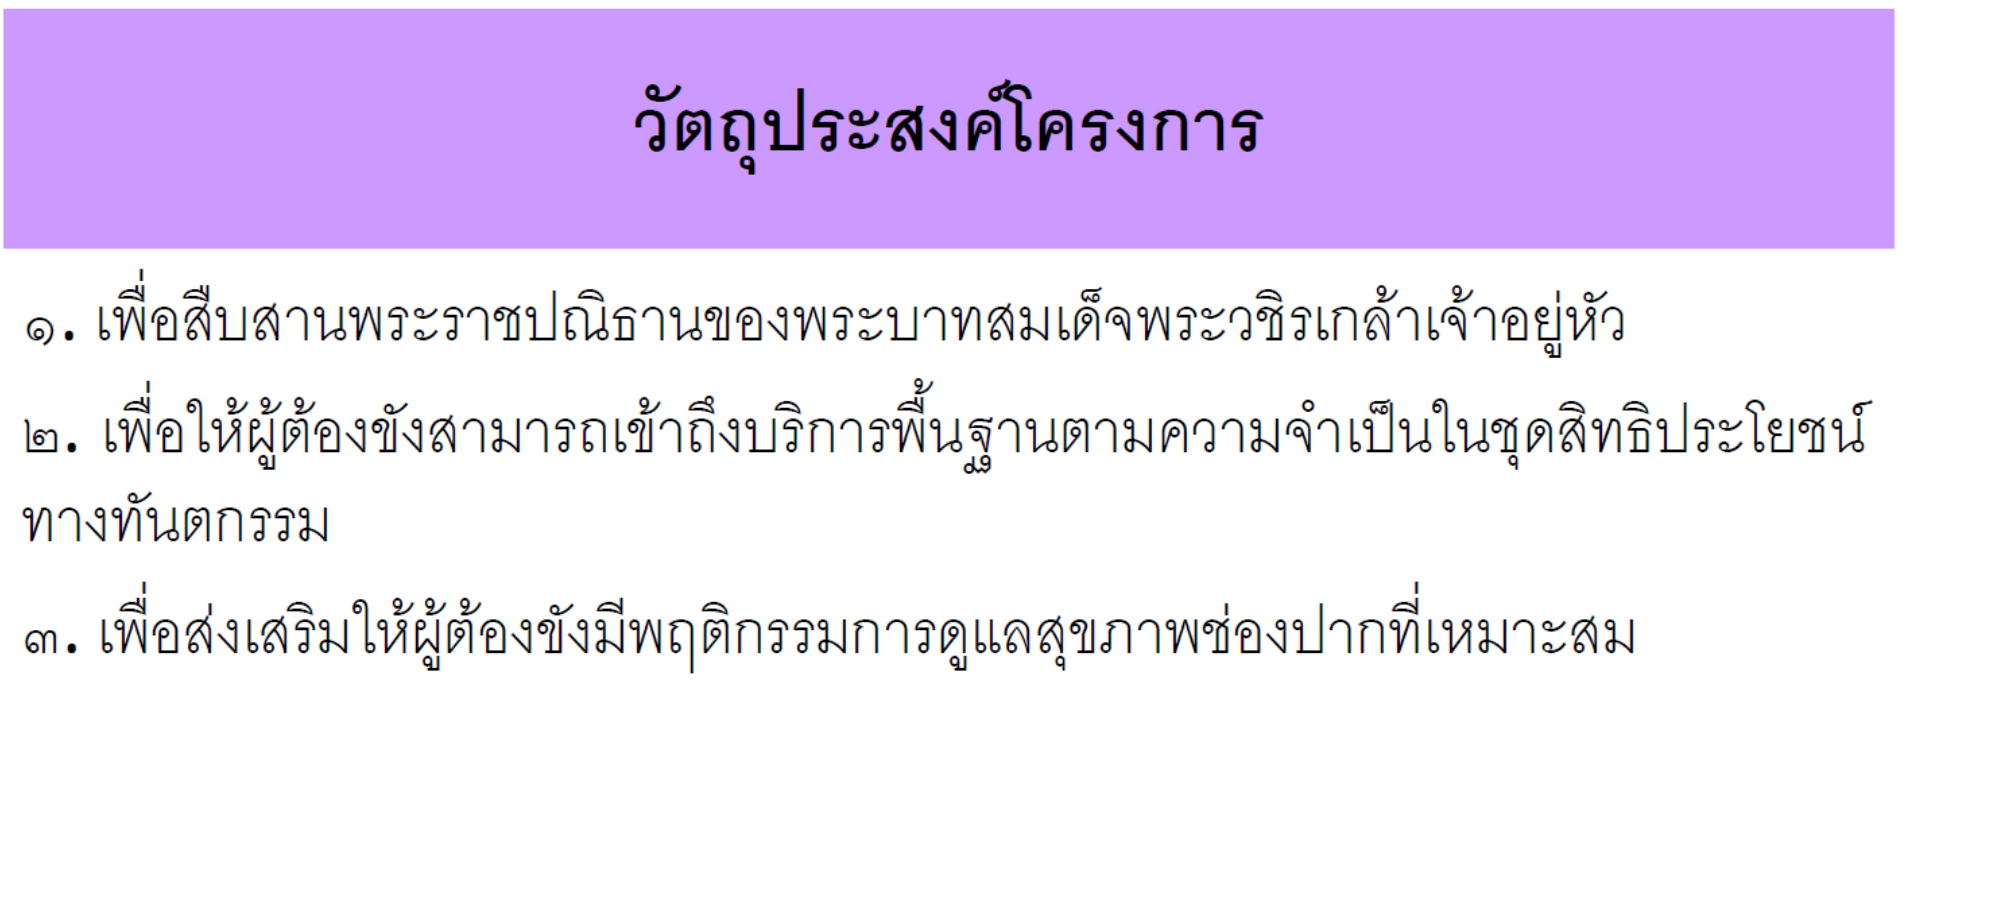 วัตถุประสงค์โครงการ
๑. เพื่อสืบสานพระราชปณิธานของพระบาทสมเด็จพระวชิรเกล้าเจ้าอยู่หัว
๒. เพื่อให้ผู้ต้องขังสามารถเข้าถึงบริการพื้นฐานตามความจำเป็นในชุดสิทธิประโยชน์
ทางทันตกรรม
๓. เพื่อส่งเสริมให้ผู้ต้องขังมีพฤติกรรมการดูแลสุขภาพช่องปากที่เหมาะสม